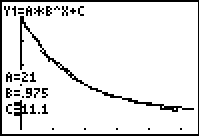 Y1=A*B^X+C
A=21
B=.975
C=11.1